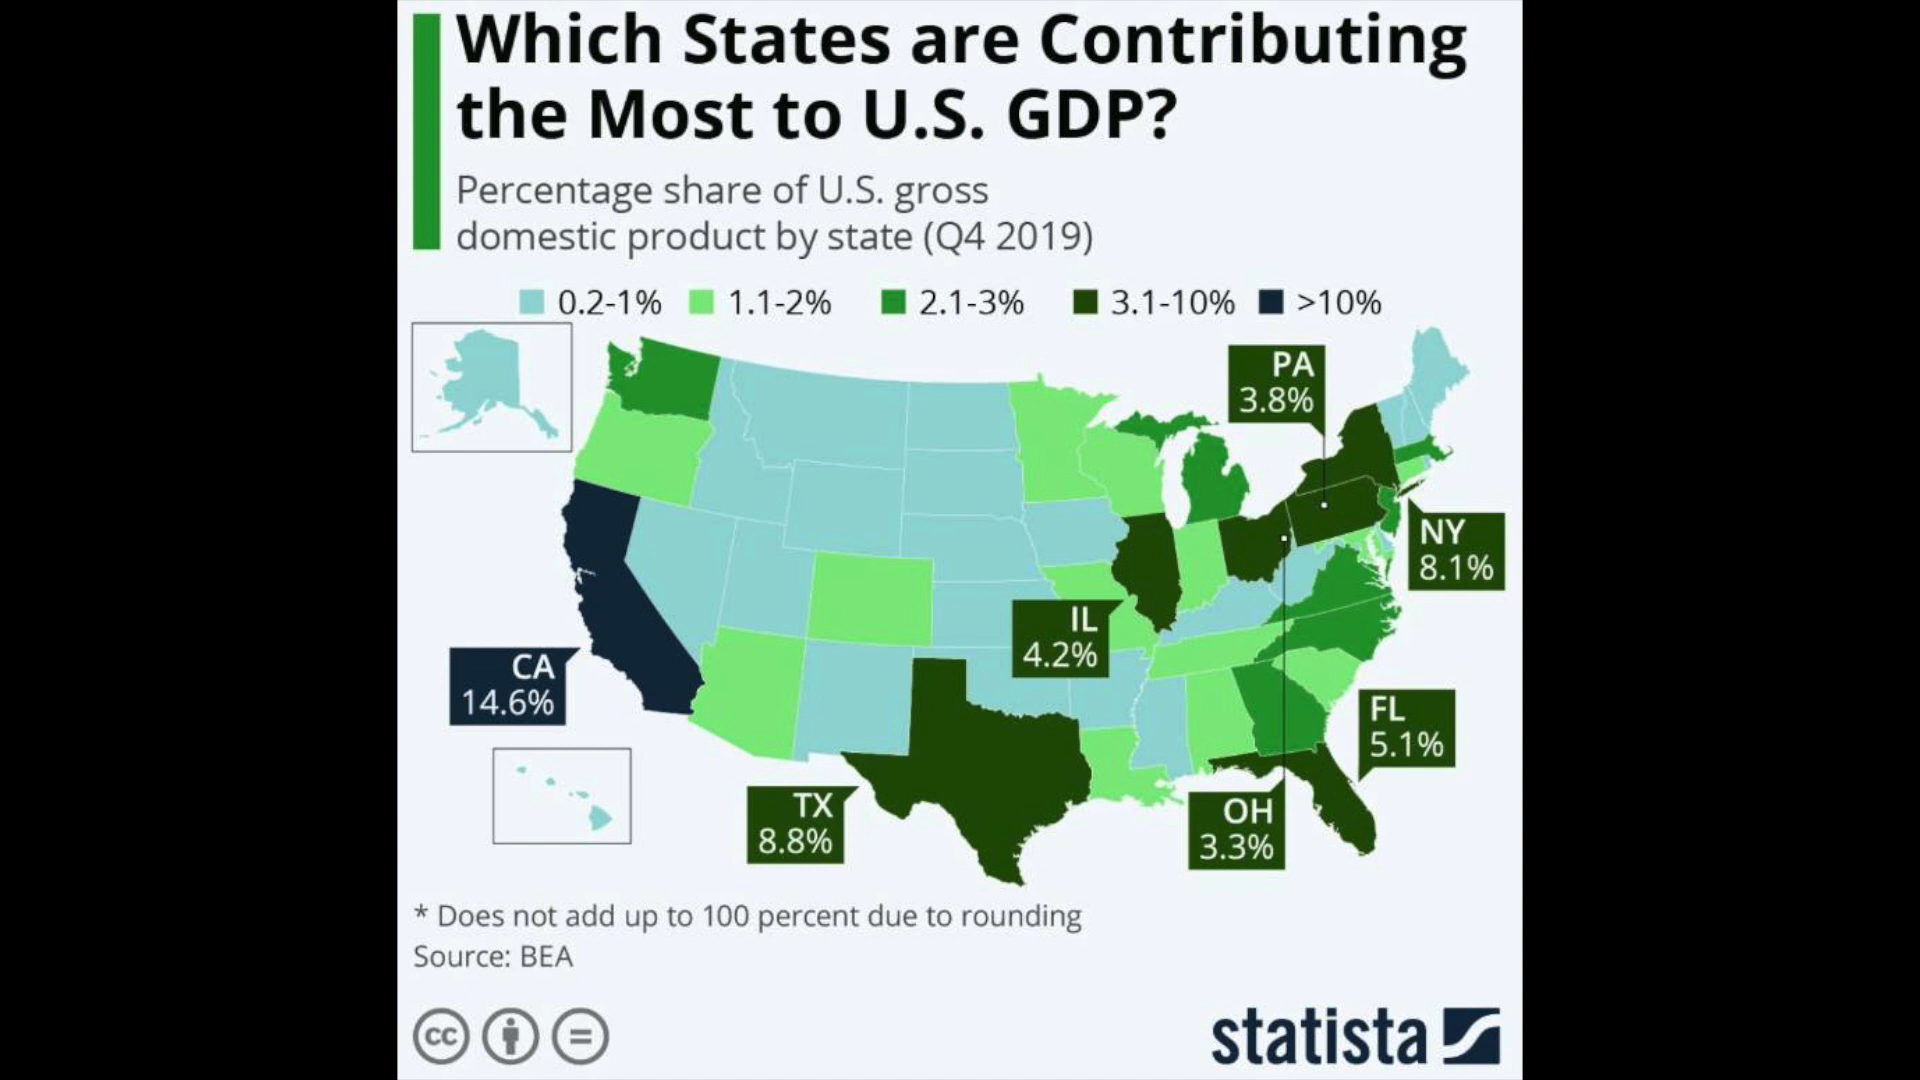 Which States are Contributing
the Most to U.S. GDP?
Percentage share of U.S. gross
domestic product by state (Q4 2019)
0.2-1% 1.1-2% 2.1-3% 3.1-10% >10%
PA
3.8%
NY
8.1%
IL
4.2%
CA
14.6%
FL
5.1%
TX
8.8%
OH
3.3%
* Does not add up to 100 percent due to rounding
Source: BEA
cc
statista